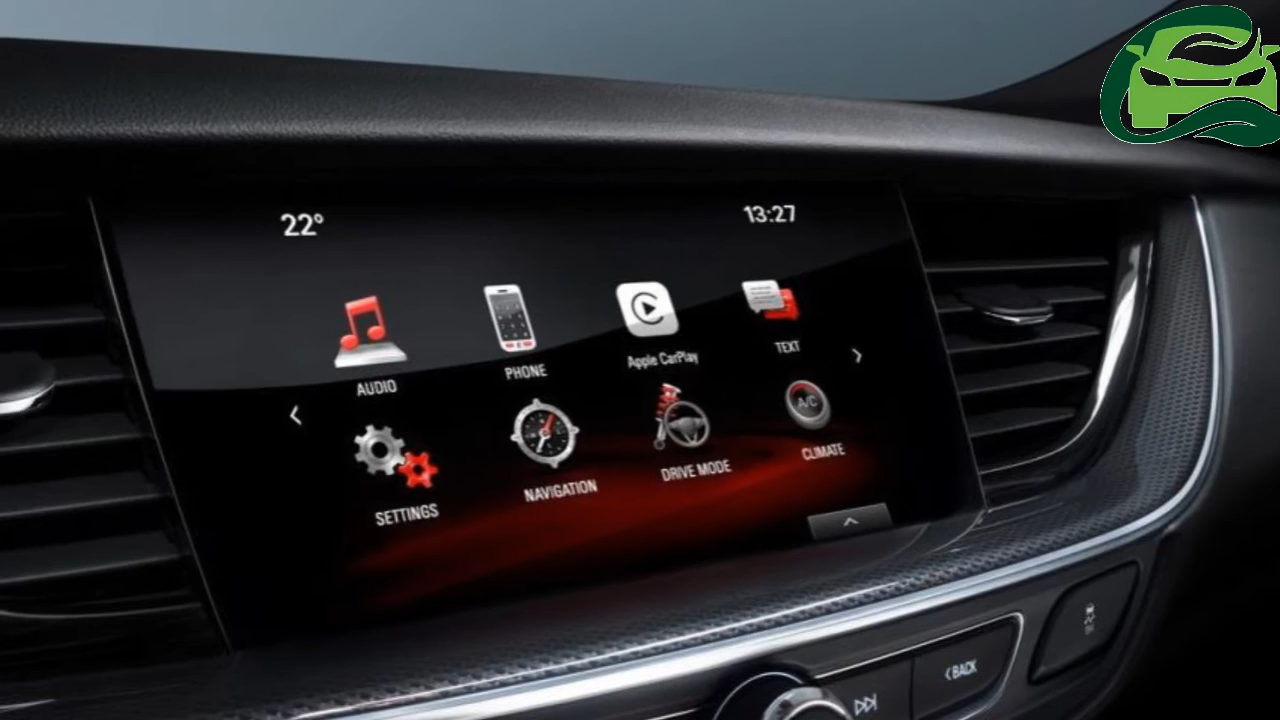 22°
13:27
AUDIO
PHONE
Apple CarPlay
TEXT
SETTINGS
NAVIGATION
DRIVE MODE
A/C
CLIMATE
BACK